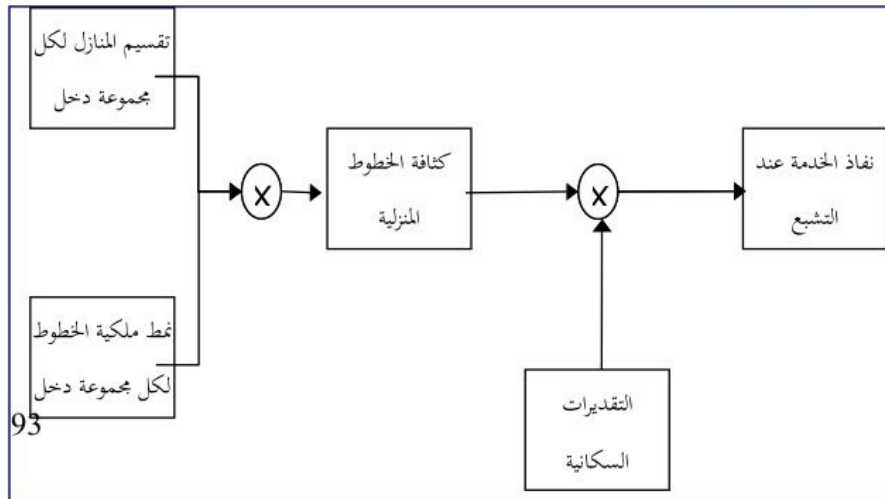 تقسيم المنازل لكل
مجموعة دخل
كثافة الخطوط
المنزلية
نفاذ الخدمة عند
التشبع
X
X
نمط ملكية الخطوط
لكل مجموعة دخل
التقديرات
السكانية
93